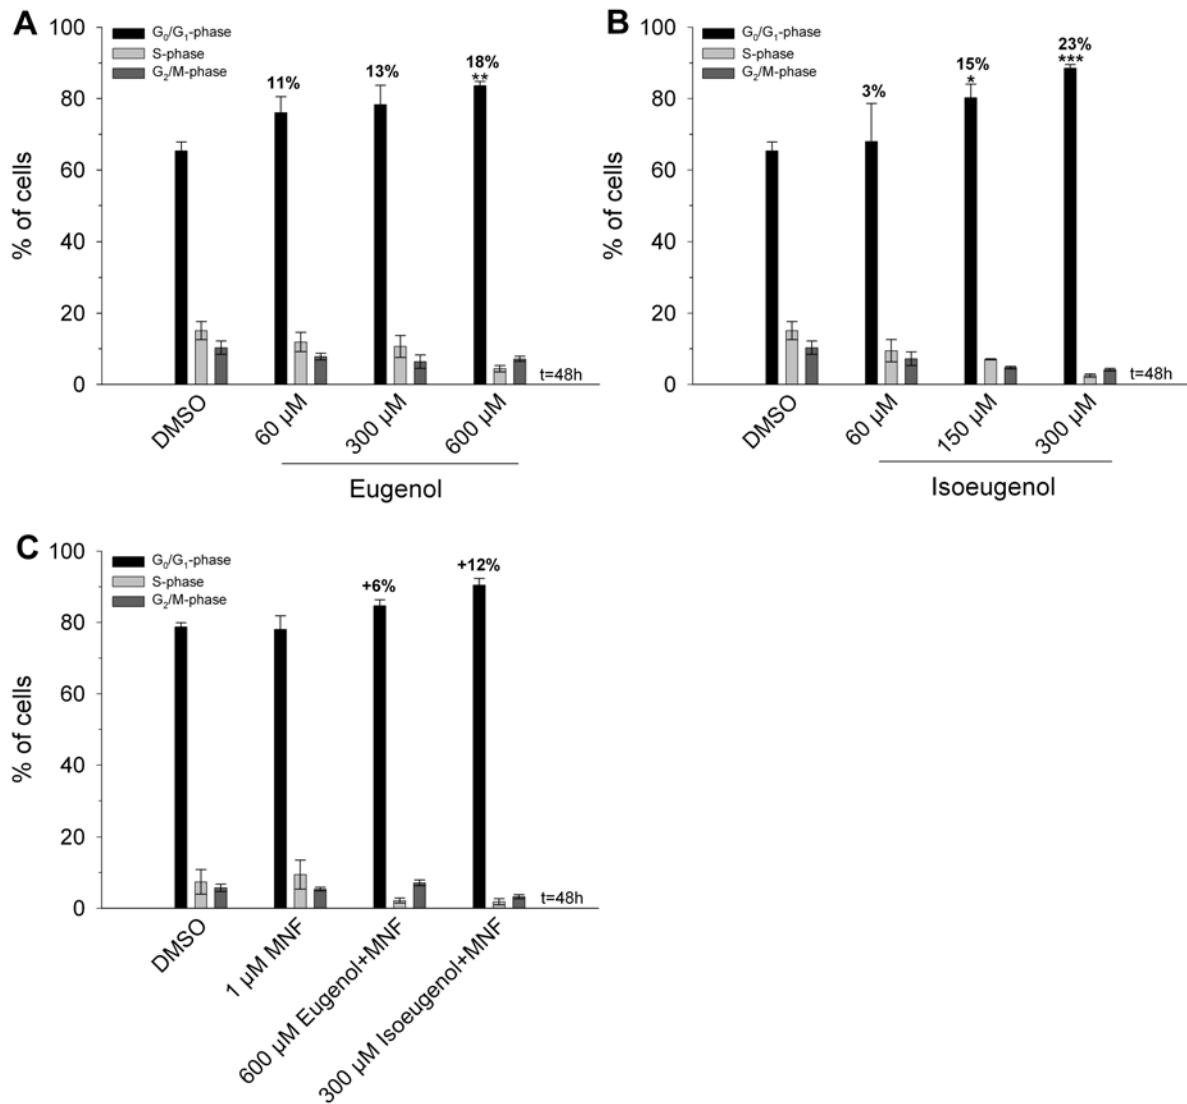 A
100
80
60
40
20
0
% of cells
G₀/G₁-phase
S-phase
G₂/M-phase
11%
13%
18%
**
t=48h
DMSO
60 µM
300 µM
600 µM
Eugenol
B
100
80
60
40
20
0
% of cells
G₀/G₁-phase
S-phase
G₂/M-phase
3%
15%
*
23%
***
t=48h
DMSO
60 µM
150 µM
300 µM
Isoeugenol
C
100
80
60
40
20
0
% of cells
G₀/G₁-phase
S-phase
G₂/M-phase
+6%
+12%
t=48h
DMSO
1 µM MNF
600 µM Eugenol+MNF
300 µM Isoeugenol+MNF